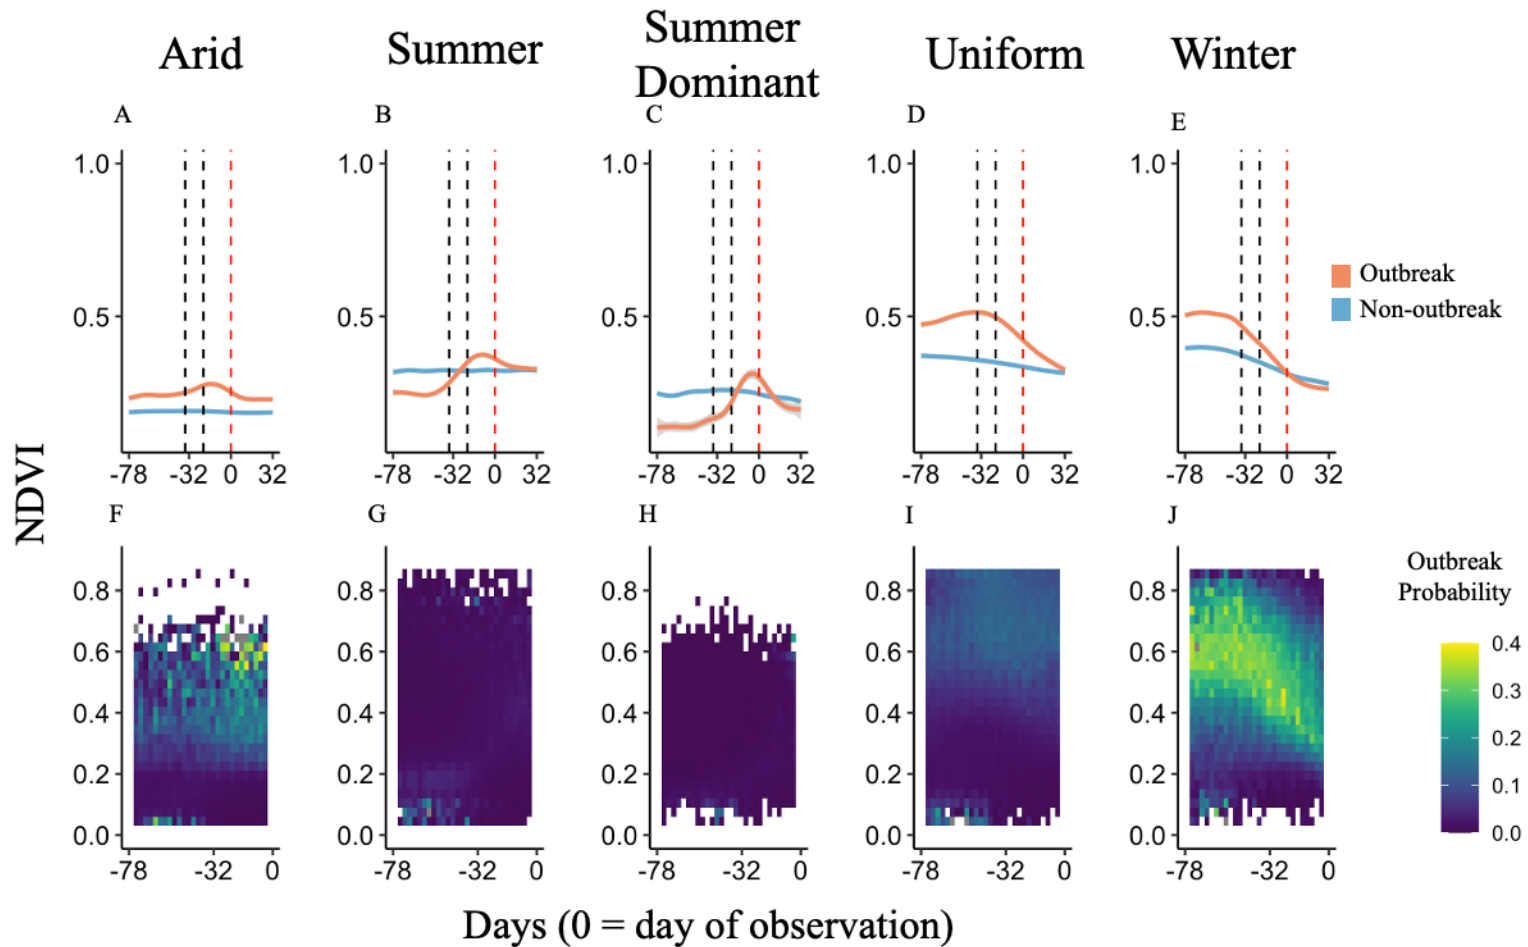 Arid
Summer
Summer
Dominant
Uniform
Winter
A
B
C
D
E
1.0
1.0
1.0
1.0
1.0
0.5
0.5
0.5
0.5
0.5
Outbreak
Non-outbreak
-78 -32 0 32
-78 -32 0 32
-78 -32 0 32
-78 -32 0 32
-78 -32 0 32
NDVI
F
G
H
I
J
0.8
0.6
0.4
0.2
0.0
0.8
0.6
0.4
0.2
0.0
0.8
0.6
0.4
0.2
0.0
0.8
0.6
0.4
0.2
0.0
0.8
0.6
0.4
0.2
0.0
-78 -32 0
-78 -32 0
-78 -32 0
-78 -32 0
-78 -32 0
Outbreak
Probability
0.4
0.3
0.2
0.1
0.0
Days (0 = day of observation)